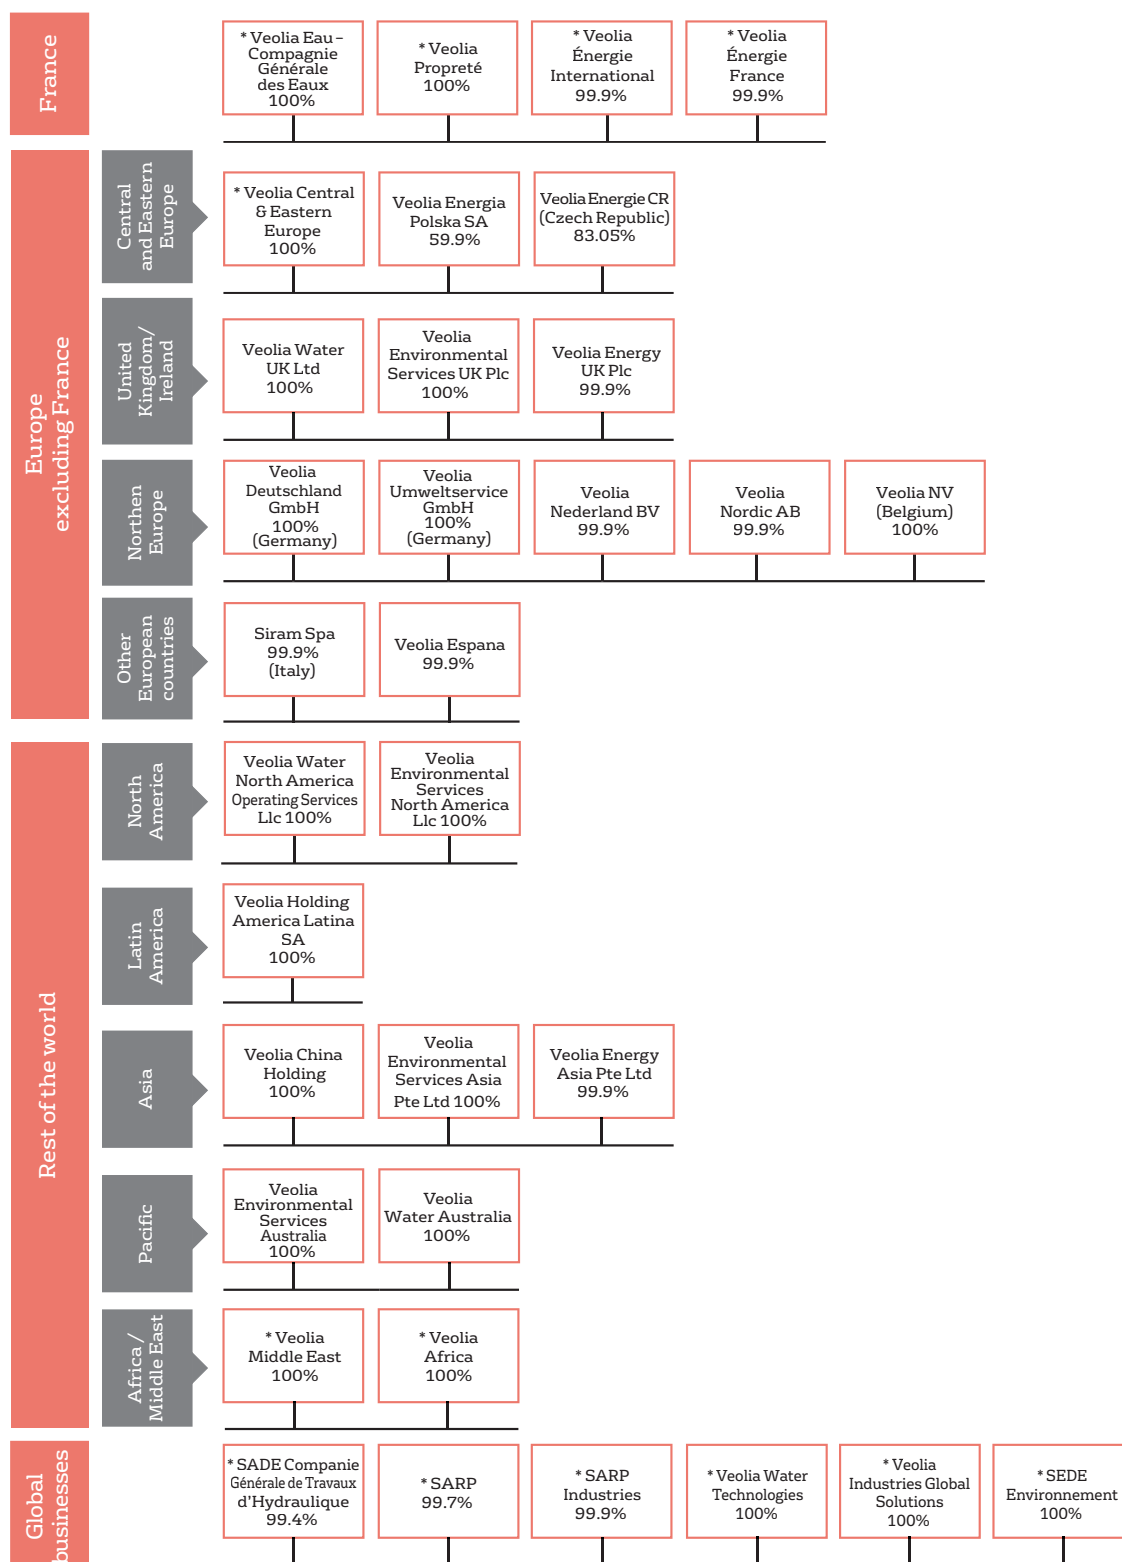 France
* Veolia Eau –
Compagnie
Générale
des Eaux
100%
* Veolia
Propreté
100%
* Veolia
Énergie
International
99.9%
* Veolia
Énergie
France
99.9%
Europe
excluding France
Central
and Eastern
Europe
* Veolia Central
& Eastern
Europe
100%
Veolia Energia
Polska SA
59.9%
Veolia Energie CR
(Czech Republic)
83.05%
United
Kingdom/
Ireland
Veolia Water
UK Ltd
100%
Veolia
Environmental
Services UK Plc
100%
Veolia Energy
UK Plc
99.9%
Northen
Europe
Veolia
Deutschland
GmbH
100%
(Germany)
Veolia
Umweltservice
GmbH
100%
(Germany)
Veolia
Nederland BV
99.9%
Veolia
Nordic AB
99.9%
Veolia NV
(Belgium)
100%
Other
European
countries
Siram Spa
99.9%
(Italy)
Veolia Espana
99.9%
Rest of the world
North
America
Veolia Water
North America
Operating Services
Llc 100%
Veolia
Environmental
Services
North America
Llc 100%
Latin
America
Veolia Holding
America Latina
SA
100%
Asia
Veolia China
Holding
100%
Veolia
Environmental
Services Asia
Pte Ltd 100%
Veolia Energy
Asia Pte Ltd
99.9%
Pacific
Veolia
Environmental
Services
Australia
100%
Veolia
Water Australia
100%
Africa /
Middle East
* Veolia
Middle East
100%
* Veolia
Africa
100%
Global
businesses
* SADE Companie
Générale de Travaux
d'Hydraulique
99.4%
* SARP
99.7%
* SARP
Industries
99.9%
* Veolia Water
Technologies
100%
* Veolia
Industries Global
Solutions
100%
* SEDE
Environnement
100%